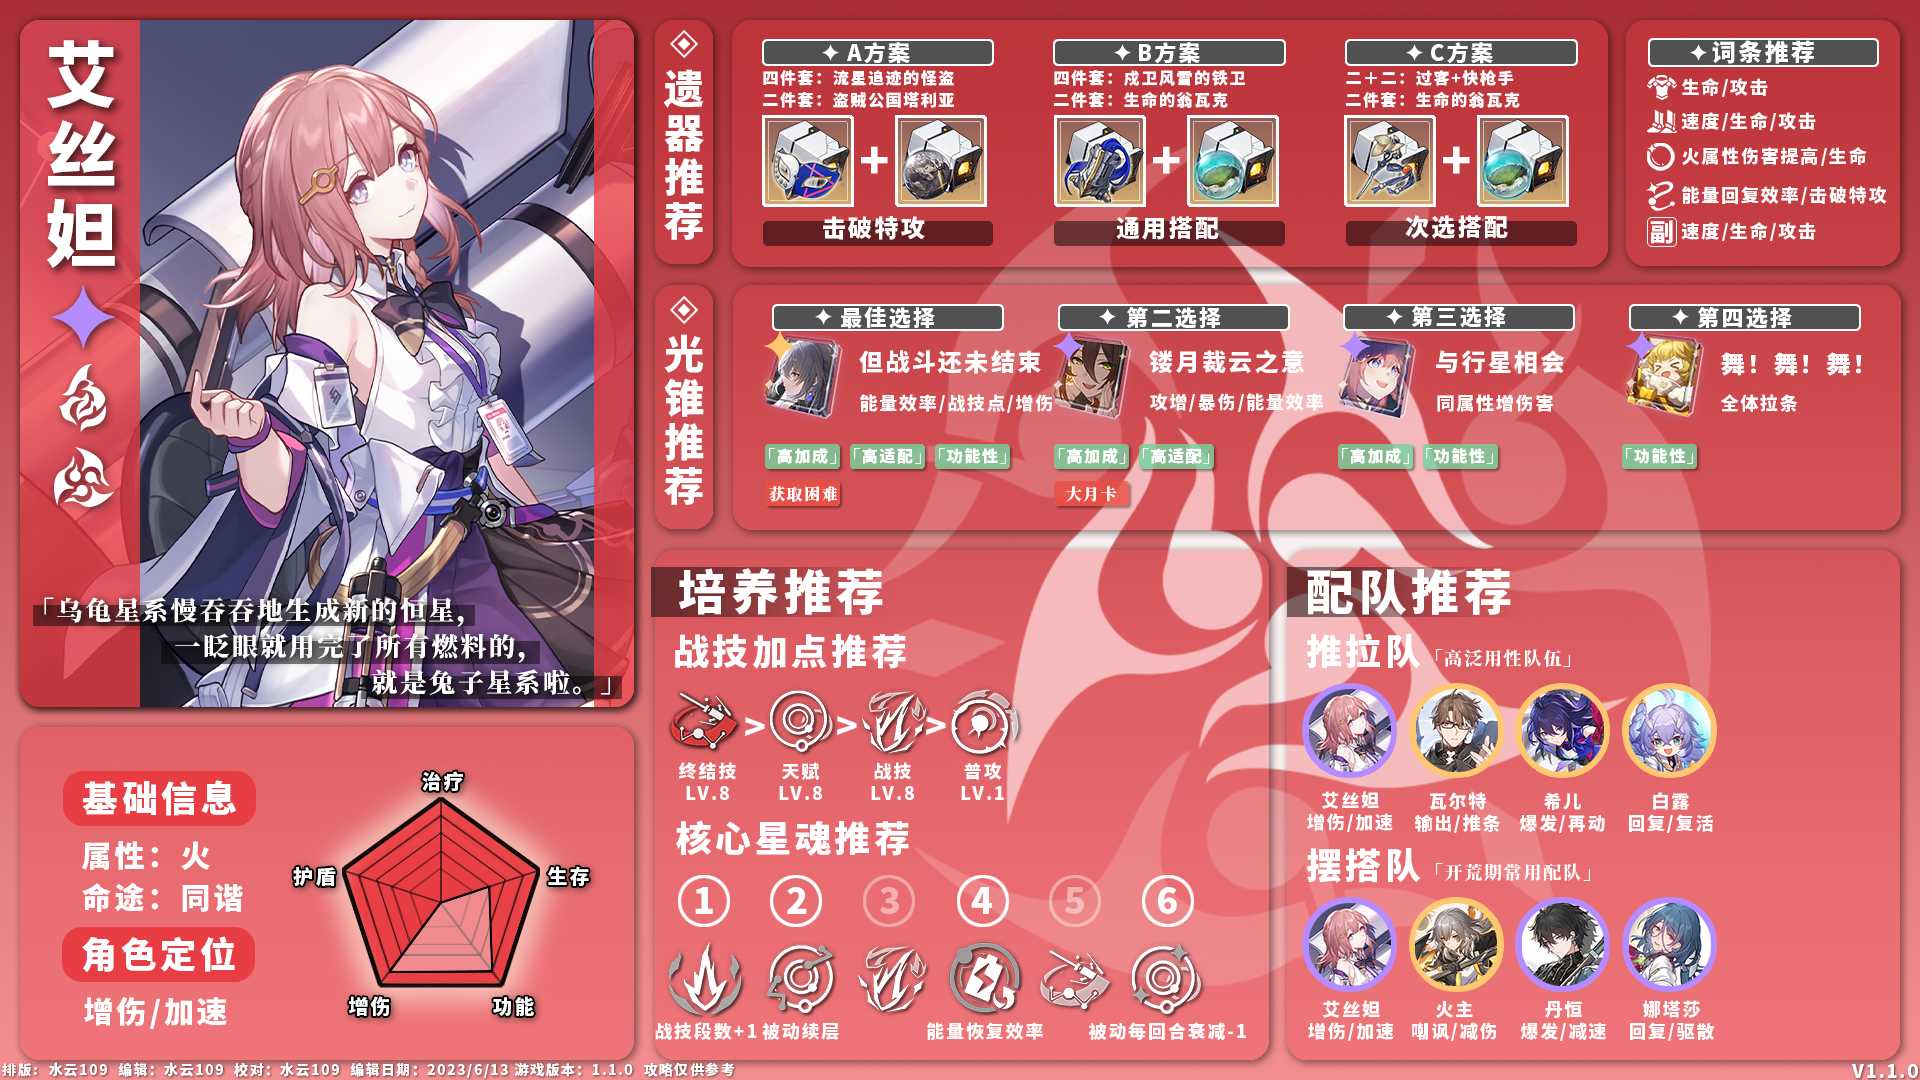 艾丝妲
「乌龟星系慢吞吞地生成新的恒星，
一眨眼就用完了所有燃料的，
就是兔子星系啦。」
基础信息
属性：火
命途：同谐
角色定位
增伤/加速
治疗
护盾
生存
增伤
功能
遗器推荐
✦A方案
四件套：流星追迹的怪盗
二件套：盗贼公国塔利亚
+
击破特攻
✦B方案
四件套：戍卫风雪的铁卫
二件套：生命的翁瓦克
+
通用搭配
✦C方案
二＋二：过客+快枪手
二件套：生命的翁瓦克
+
次选搭配
✦词条推荐
生命/攻击
速度/生命/攻击
火属性伤害提高/生命
能量回复效率/击破特攻
副 速度/生命/攻击
光锥推荐
✦最佳选择
但战斗还未结束
能量效率/战技点/增伤
「高加成」「高适配」「功能性」
获取困难
✦第二选择
镂月裁云之意
攻增/暴伤/能量效率
「高加成」「高适配」
大月卡
✦第三选择
与行星相会
同属性增伤害
「高加成」「功能性」
✦第四选择
舞！舞！舞！
全体拉条
「功能性」
培养推荐
战技加点推荐
> > >
终结技 天赋 战技 普攻
LV.8 LV.8 LV.8 LV.1
核心星魂推荐
1 2 3 4 5 6
战技段数+1 被动续层 能量恢复效率 被动每回合衰减-1
配队推荐
推拉队「高泛用性队伍」
艾丝妲 瓦尔特 希儿 白露
增伤/加速 输出/推条 爆发/再动 回复/复活
摆搭队「开荒期常用配队」
艾丝妲 火主 丹恒 娜塔莎
增伤/加速 嘲讽/减伤 爆发/减速 回复/驱散
排版：水云109 编辑：水云109 校对：水云109 编辑日期：2023/6/13 游戏版本：1.1.0 攻略仅供参考
V1.1.0